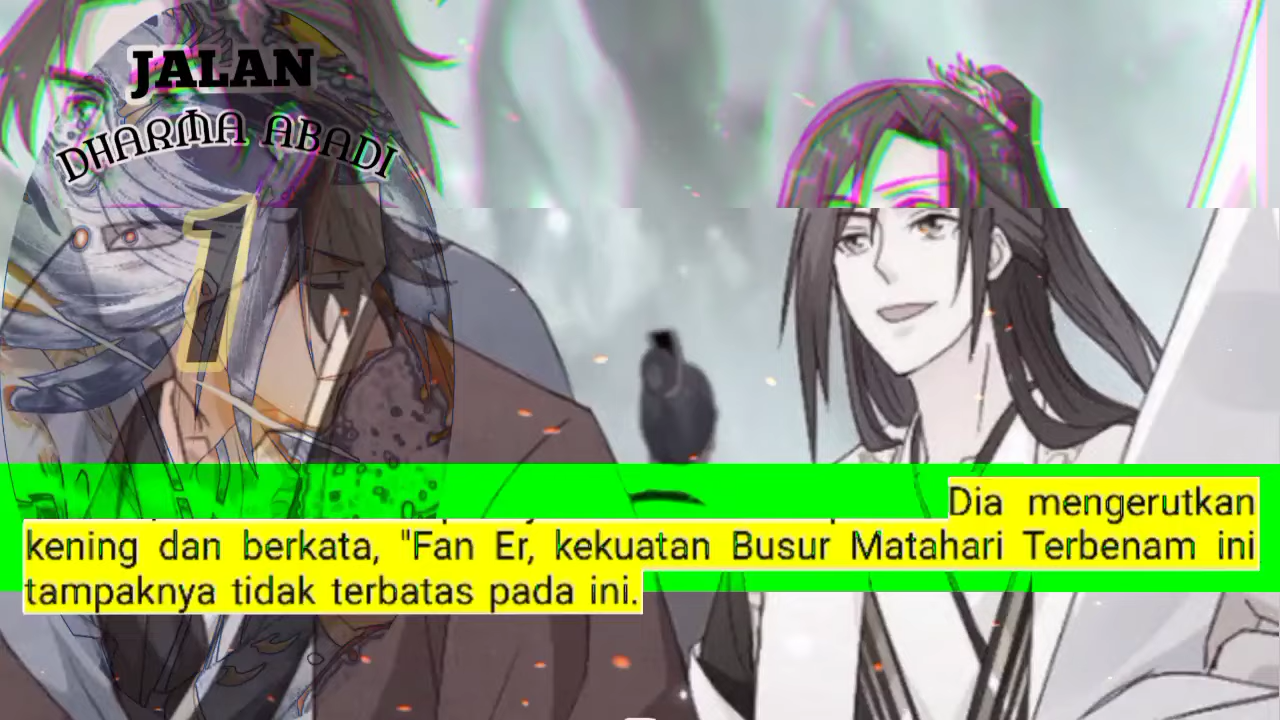 JALAN
DHARMA ABADI
1
Dia mengerutkan
kening dan berkata, "Fan Er, kekuatan Busur Matahari Terbenam ini
tampaknya tidak terbatas pada ini.